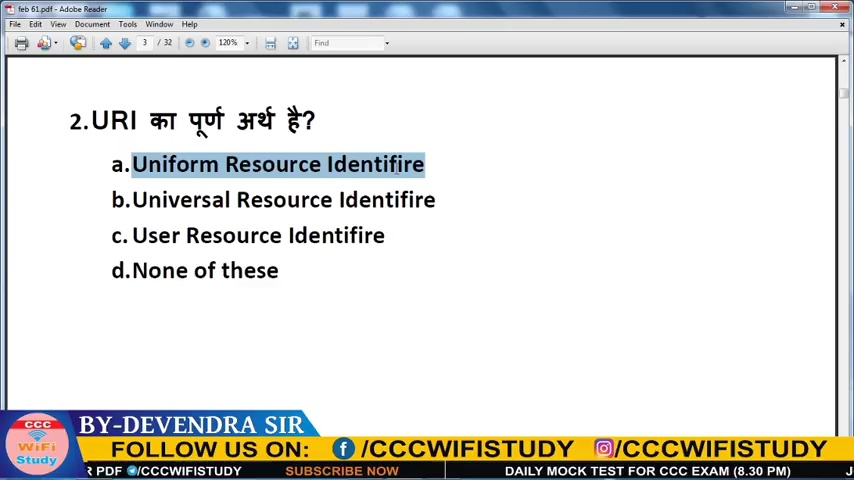 feb 61.pdf - Adobe Reader
File Edit View Document Tools Window Help
3 / 32 120% Find
2.URI का पूर्ण अर्थ है?
a.Uniform Resource Identifire
b.Universal Resource Identifire
c.User Resource Identifire
d.None of these
CCC
WiFi
Study
BY-DEVENDRA SIR
FOLLOW US ON: /CCCWIFISTUDY /CCCWIFISTUDY
R PDF /CCCWIFISTUDY SUBSCRIBE NOW DAILY MOCK TEST FOR CCC EXAM (8.30 PM) J